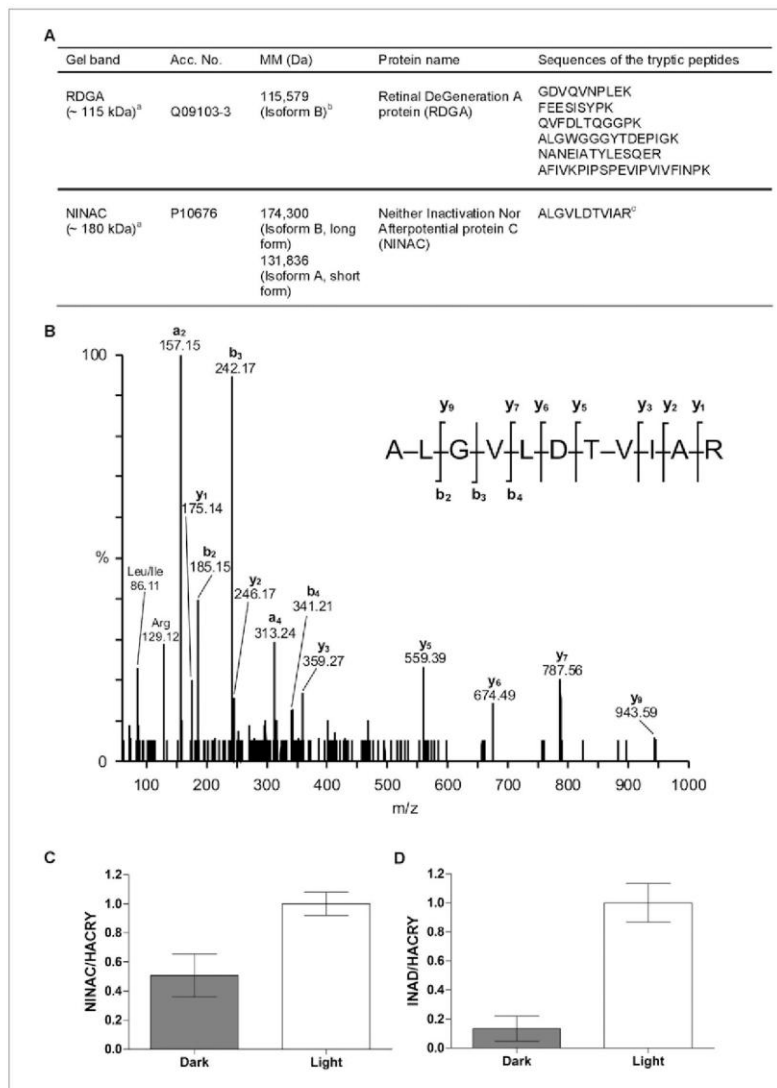 A
Gel band Acc. No. MM (Da) Protein name Sequences of the tryptic peptides
RDGA
(~ 115 kDa)a
Q09103-3
115,579
(Isoform B)b
Retinal DeGeneration A
protein (RDGA)
GDVQVNPLEK
FEESISYPK
QVFDLTQGGPK
ALGWGGGYTDEPIGK
NANEIATYLESQER
AFIVKPIPSPEVIPVIVFINPK
NINAC
(~ 180 kDa)a
P10676
174,300
(Isoform B, long
form)
131,836
(Isoform A, short
form)
Neither Inactivation Nor
Afterpotential protein C
(NINAC)
ALGVLDTVIARc
B
100
%
0
a2
157.15
b3
242.17
y1
175.14
b2
185.15
Leu/Ile
86.11
Arg
129.12
y2
246.17
a4
313.24
b4
341.21
y3
359.27
y5
559.39
y6
674.49
y7
787.56
y9
943.59
y9 y7 y6 y5 y3 y2 y1
A-L-G-V-L-D-T-V-I-A-R
b2 b3 b4
100 200 300 400 500 600 700 800 900 1000
m/z
C
NINAC/HACRY
1.2
1.0
0.8
0.6
0.4
0.2
0.0
Dark Light
D
INAD/HACRY
1.2
1.0
0.8
0.6
0.4
0.2
0.0
Dark Light